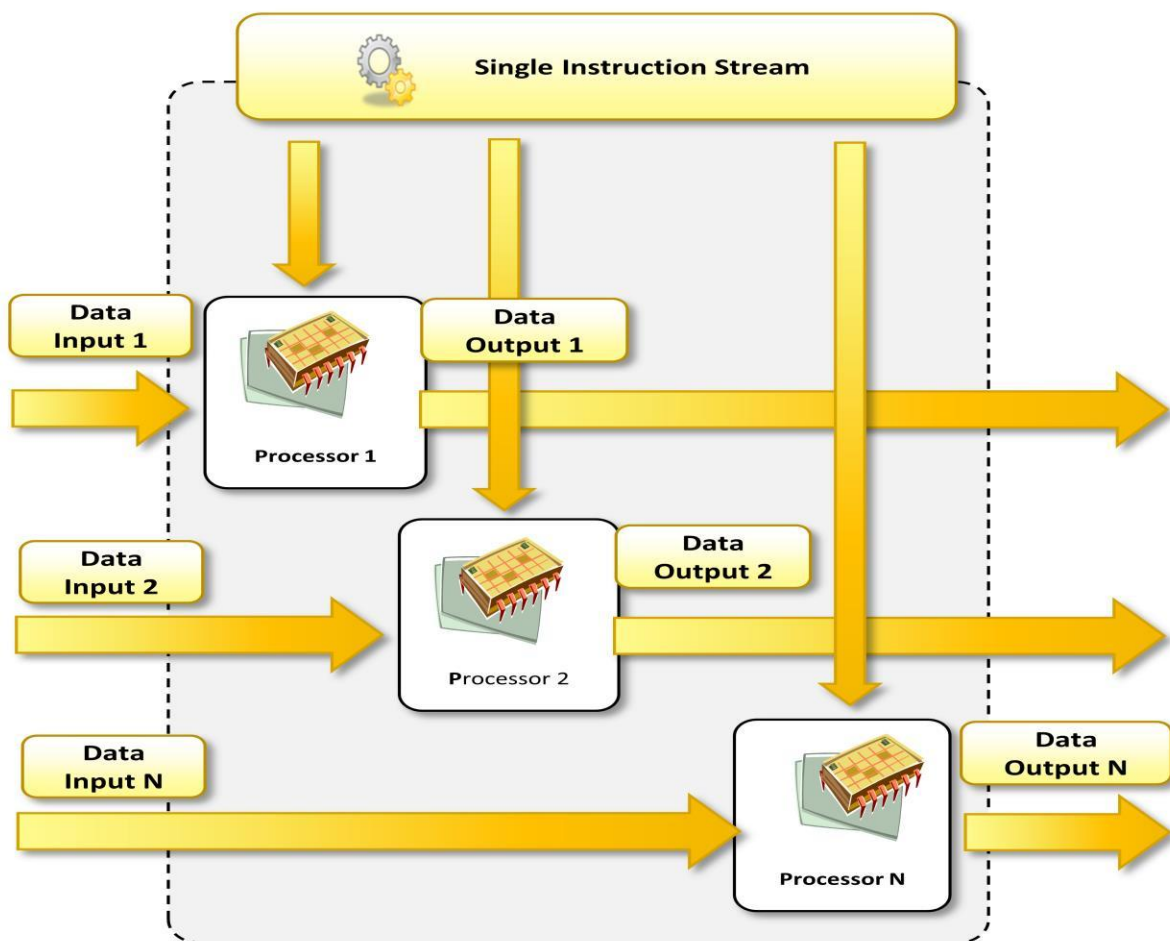 Single Instruction Stream
Data
Input 1
Data
Output 1
Processor 1
Data
Input 2
Data
Output 2
Processor 2
Data
Input N
Data
Output N
Processor N